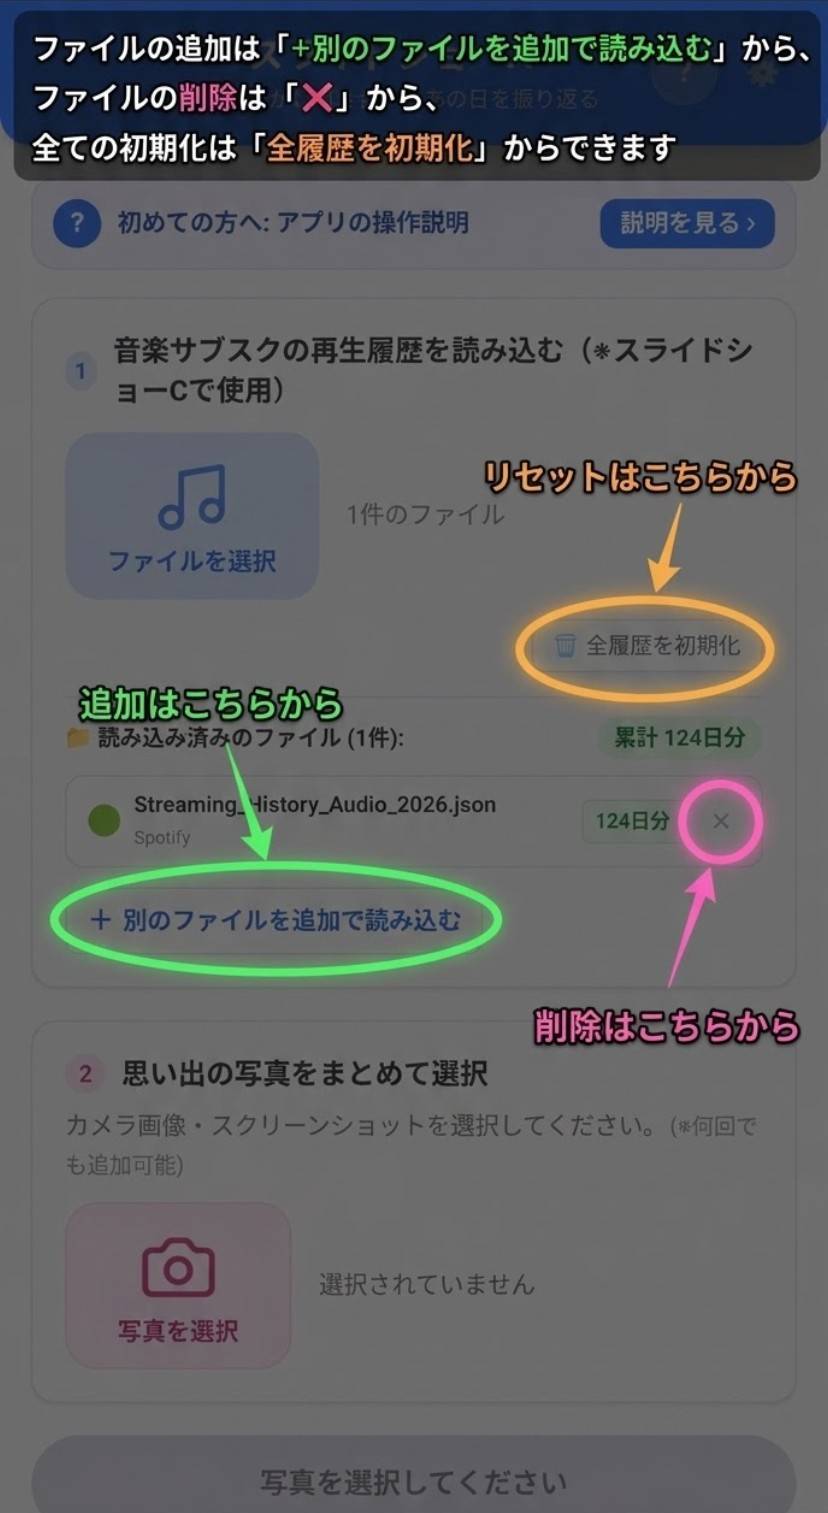 ファイルの追加は「+別のファイルを追加で読み込む」から、
ファイルの削除は「❌」から、
あの日を振り返る
全ての初期化は「全履歴を初期化」からできます
? 初めての方へ: アプリの操作説明
説明を見る ›
1 音楽サブスクの再生履歴を読み込む（※スライドシ
ョーCで使用）
リセットはこちらから
1件のファイル
ファイルを選択
全履歴を初期化
追加はこちらから
読み込み済みのファイル (1件):
累計 124日分
Streaming_History_Audio_2026.json
Spotify
124日分
×
＋ 別のファイルを追加で読み込む
削除はこちらから
2 思い出の写真をまとめて選択
カメラ画像・スクリーンショットを選択してください。(※何回で
も追加可能)
選択されていません
写真を選択
写真を選択してください